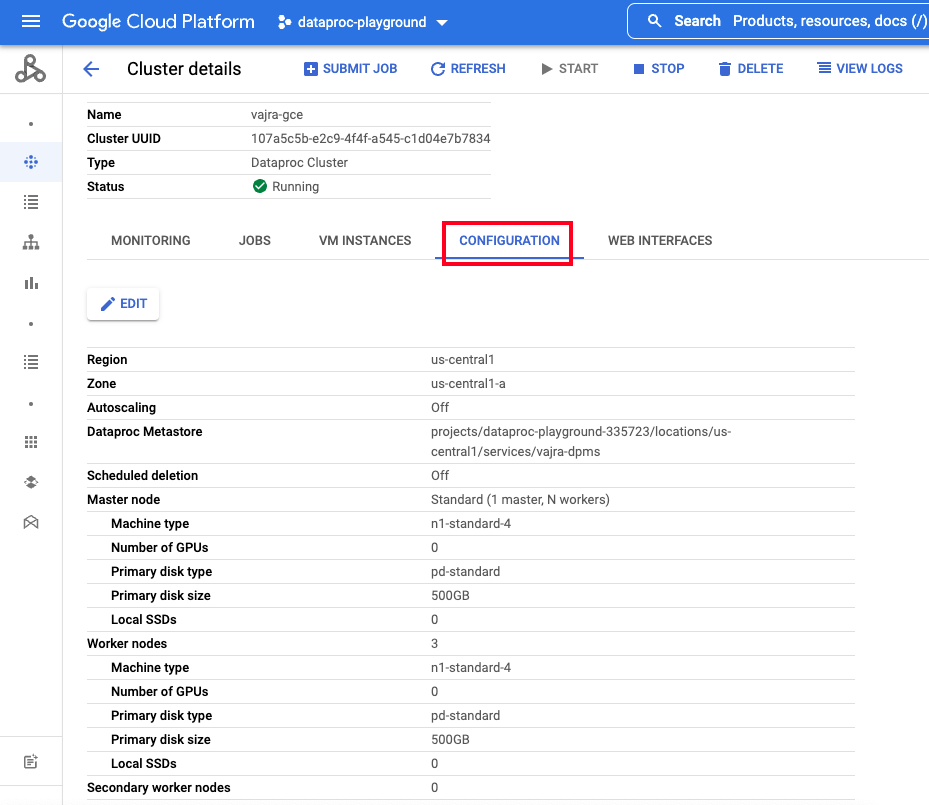 Google Cloud Platform dataproc-playground Search Products, resources, docs (/)
Cluster details SUBMIT JOB REFRESH START STOP DELETE VIEW LOGS
Name vajra-gce
Cluster UUID 107a5c5b-e2c9-4f4f-a545-c1d04e7b7834
Type Dataproc Cluster
Status Running
MONITORING JOBS VM INSTANCES CONFIGURATION WEB INTERFACES
EDIT
Region us-central1
Zone us-central1-a
Autoscaling Off
Dataproc Metastore projects/dataproc-playground-335723/locations/us-
central1/services/vajra-dpms
Scheduled deletion Off
Master node Standard (1 master, N workers)
Machine type n1-standard-4
Number of GPUs 0
Primary disk type pd-standard
Primary disk size 500GB
Local SSDs 0
Worker nodes 3
Machine type n1-standard-4
Number of GPUs 0
Primary disk type pd-standard
Primary disk size 500GB
Local SSDs 0
Secondary worker nodes 0